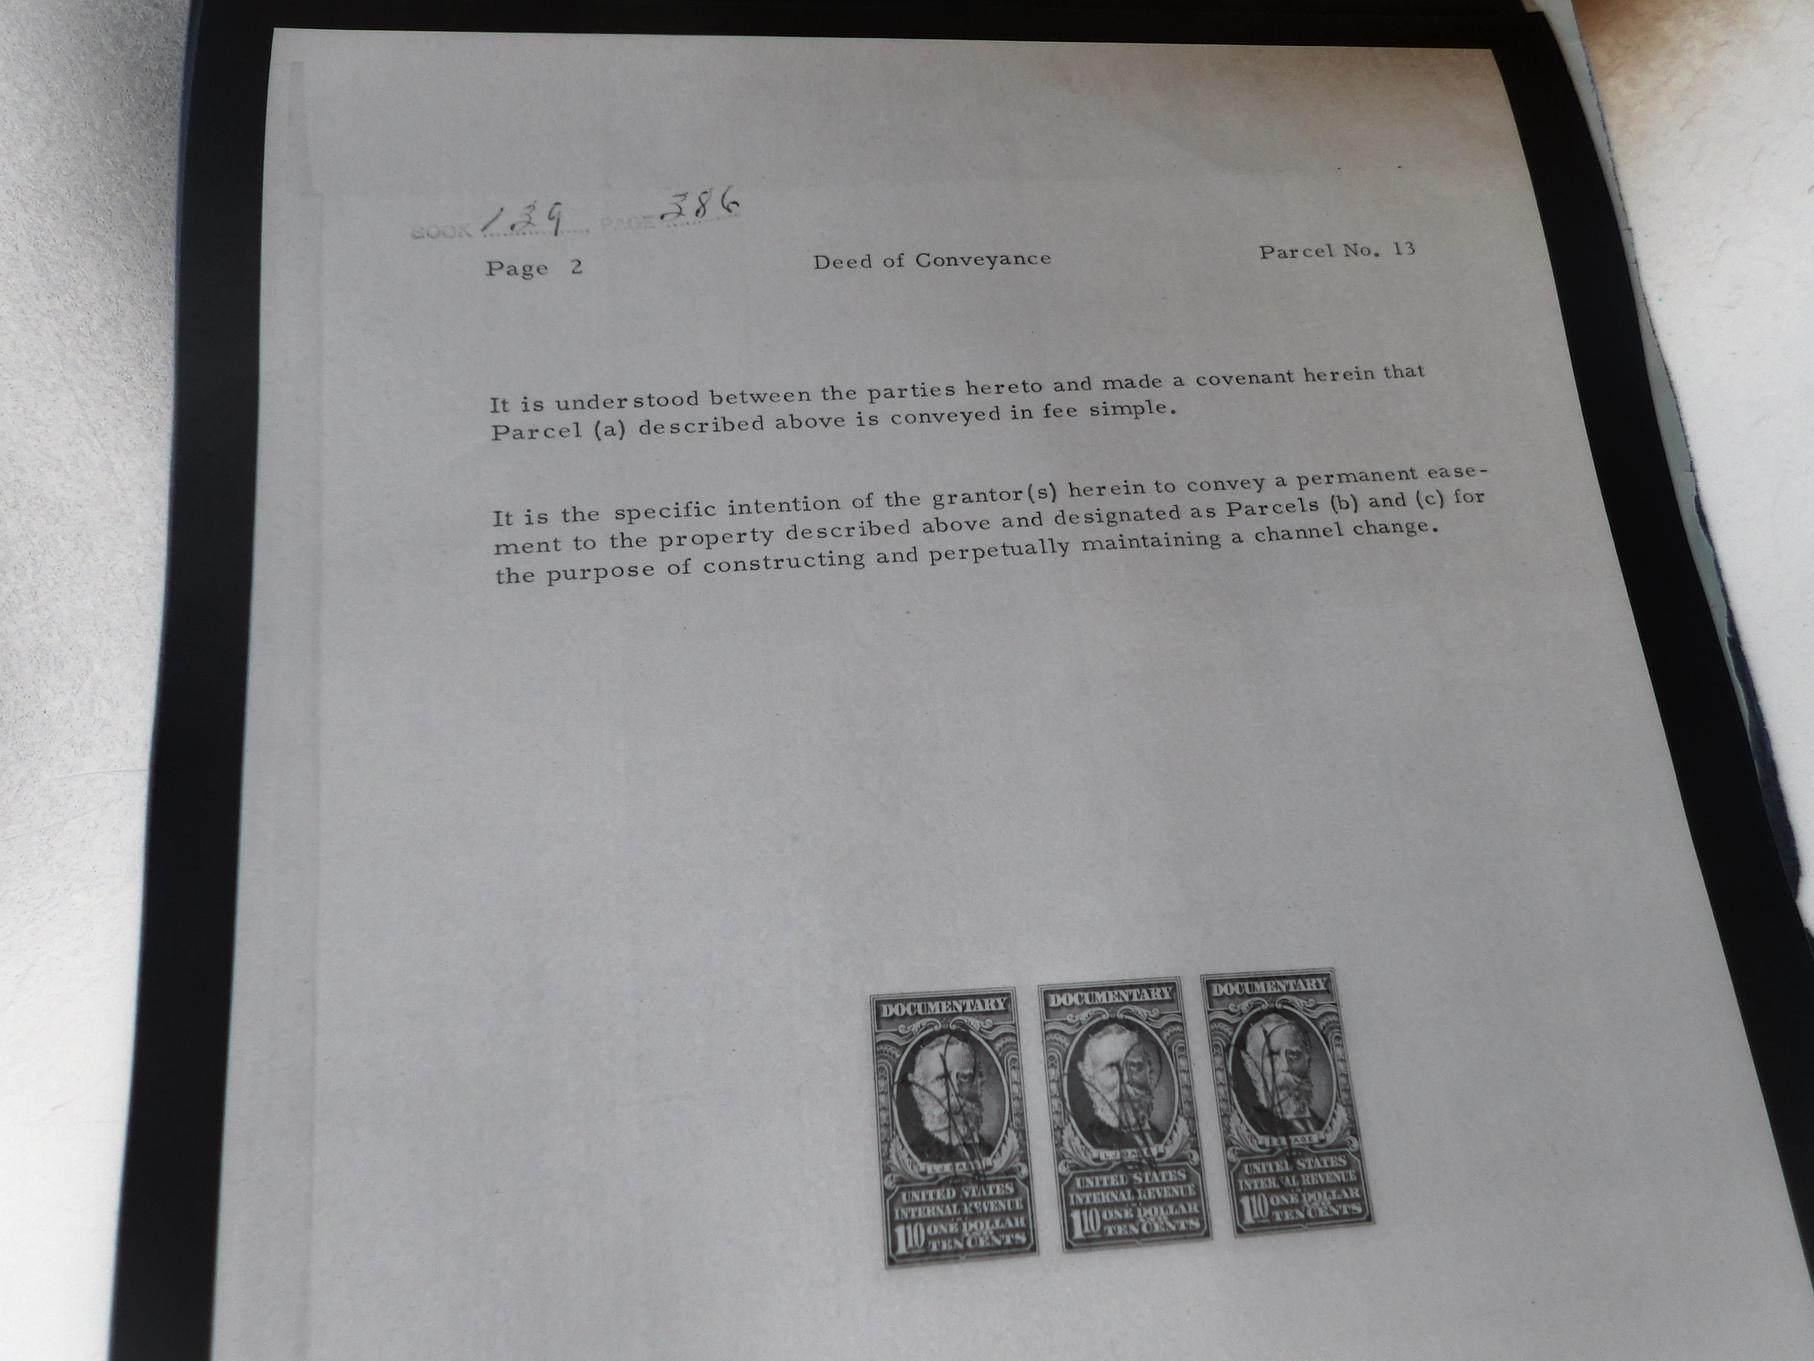 BOOK 139 PAGE 386
Page 2 Deed of Conveyance Parcel No. 13
It is understood between the parties hereto and made a covenant herein that
Parcel (a) described above is conveyed in fee simple.
It is the specific intention of the grantor(s) herein to convey a permanent ease-
ment to the property described above and designated as Parcels (b) and (c) for
the purpose of constructing and perpetually maintaining a channel change.
DOCUMENTARY
UNITED STATES
INTERNAL REVENUE
1 10 ONE DOLLAR
TEN CENTS
DOCUMENTARY
UNITED STATES
INTERNAL REVENUE
1 10 ONE DOLLAR
TEN CENTS
DOCUMENTARY
UNITED STATES
INTERNAL REVENUE
1 10 ONE DOLLAR
TEN CENTS